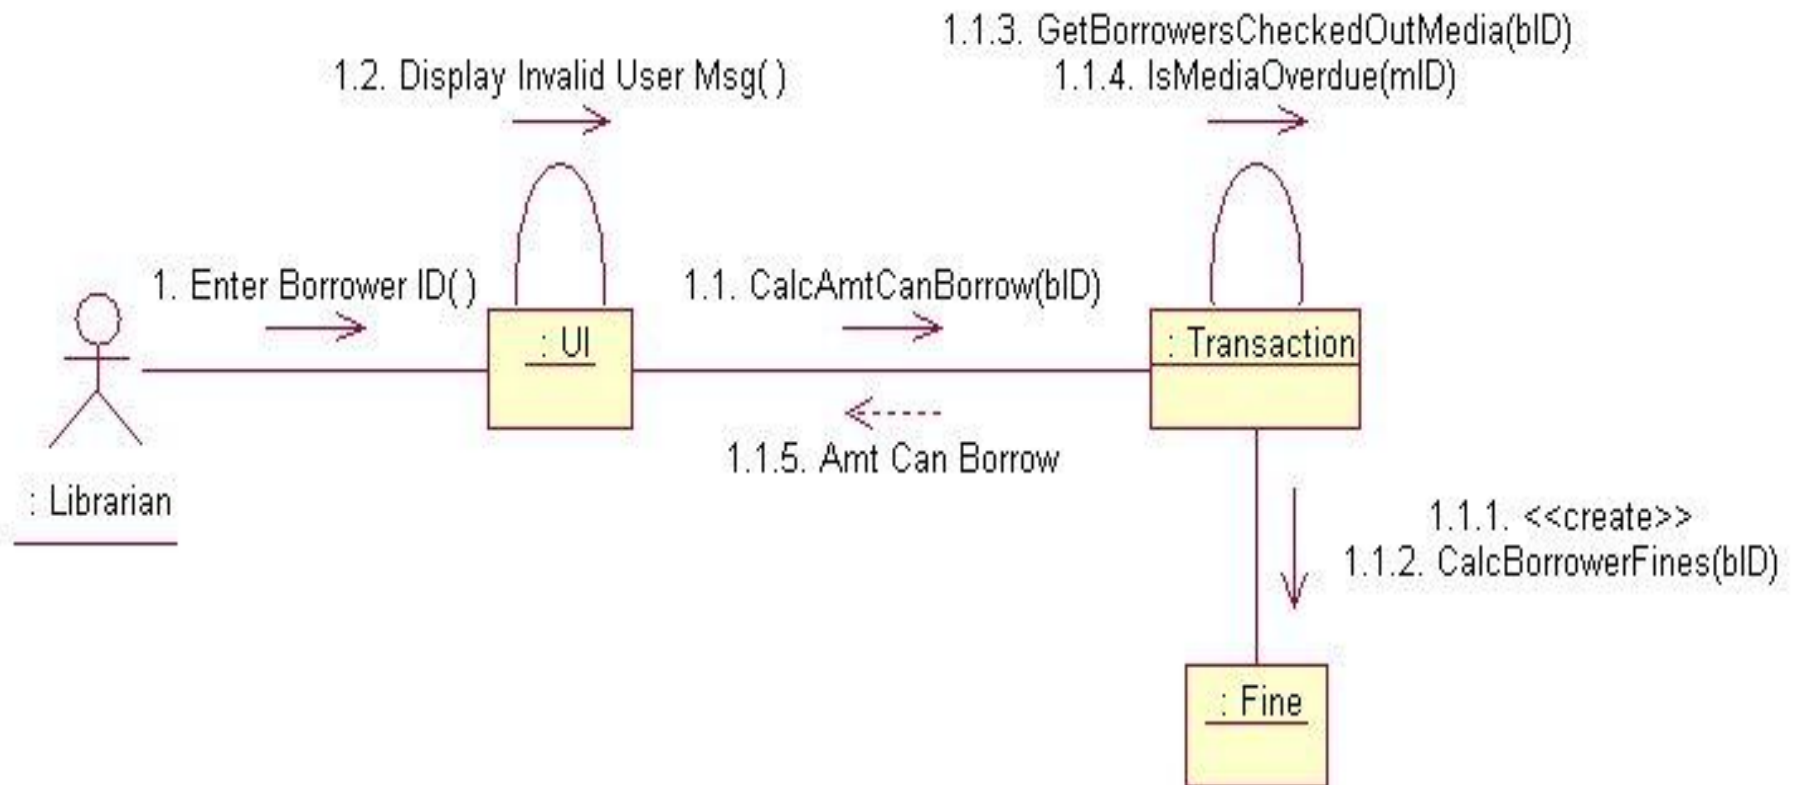 1.1.3. GetBorrowersCheckedOutMedia(bID)
1.2. Display Invalid User Msg( )
1.1.4. IsMediaOverdue(mID)
1. Enter Borrower ID( )
1.1. CalcAmtCanBorrow(bID)
: UI
: Transaction
1.1.5. Amt Can Borrow
: Librarian
1.1.1. <<create>>
1.1.2. CalcBorrowerFines(bID)
: Fine